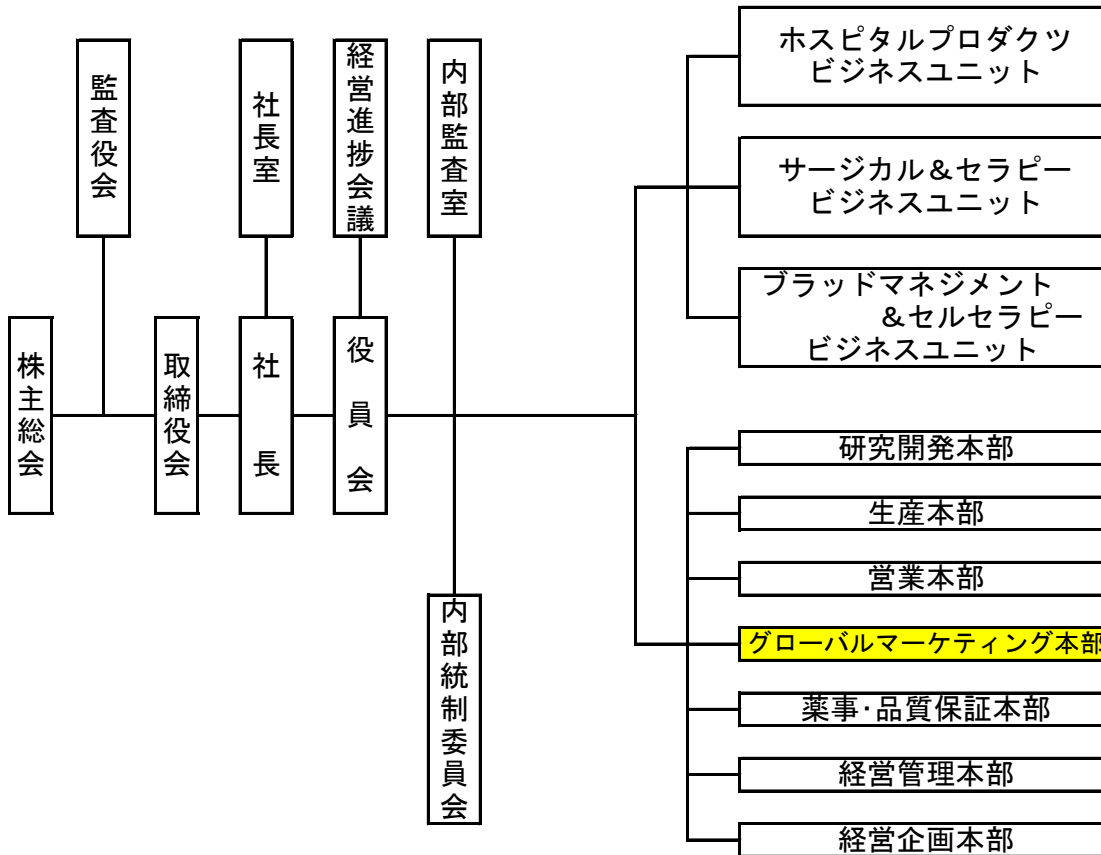 監査役会
社長室
経営進捗会議
内部監査室
株主総会
取締役会
社長
役員会
内部統制委員会
ホスピタルプロダクツ
ビジネスユニット
サージカル&セラピー
ビジネスユニット
ブラッドマネジメント
&セルセラピー
ビジネスユニット
研究開発本部
生産本部
営業本部
グローバルマーケティング本部
薬事・品質保証本部
経営管理本部
経営企画本部